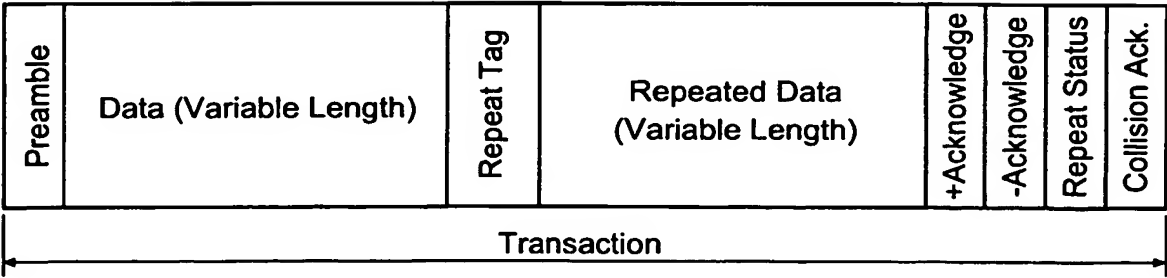 Preamble
Data (Variable Length)
Repeat Tag
Repeated Data
(Variable Length)
+Acknowledge
-Acknowledge
Repeat Status
Collision Ack.
Transaction